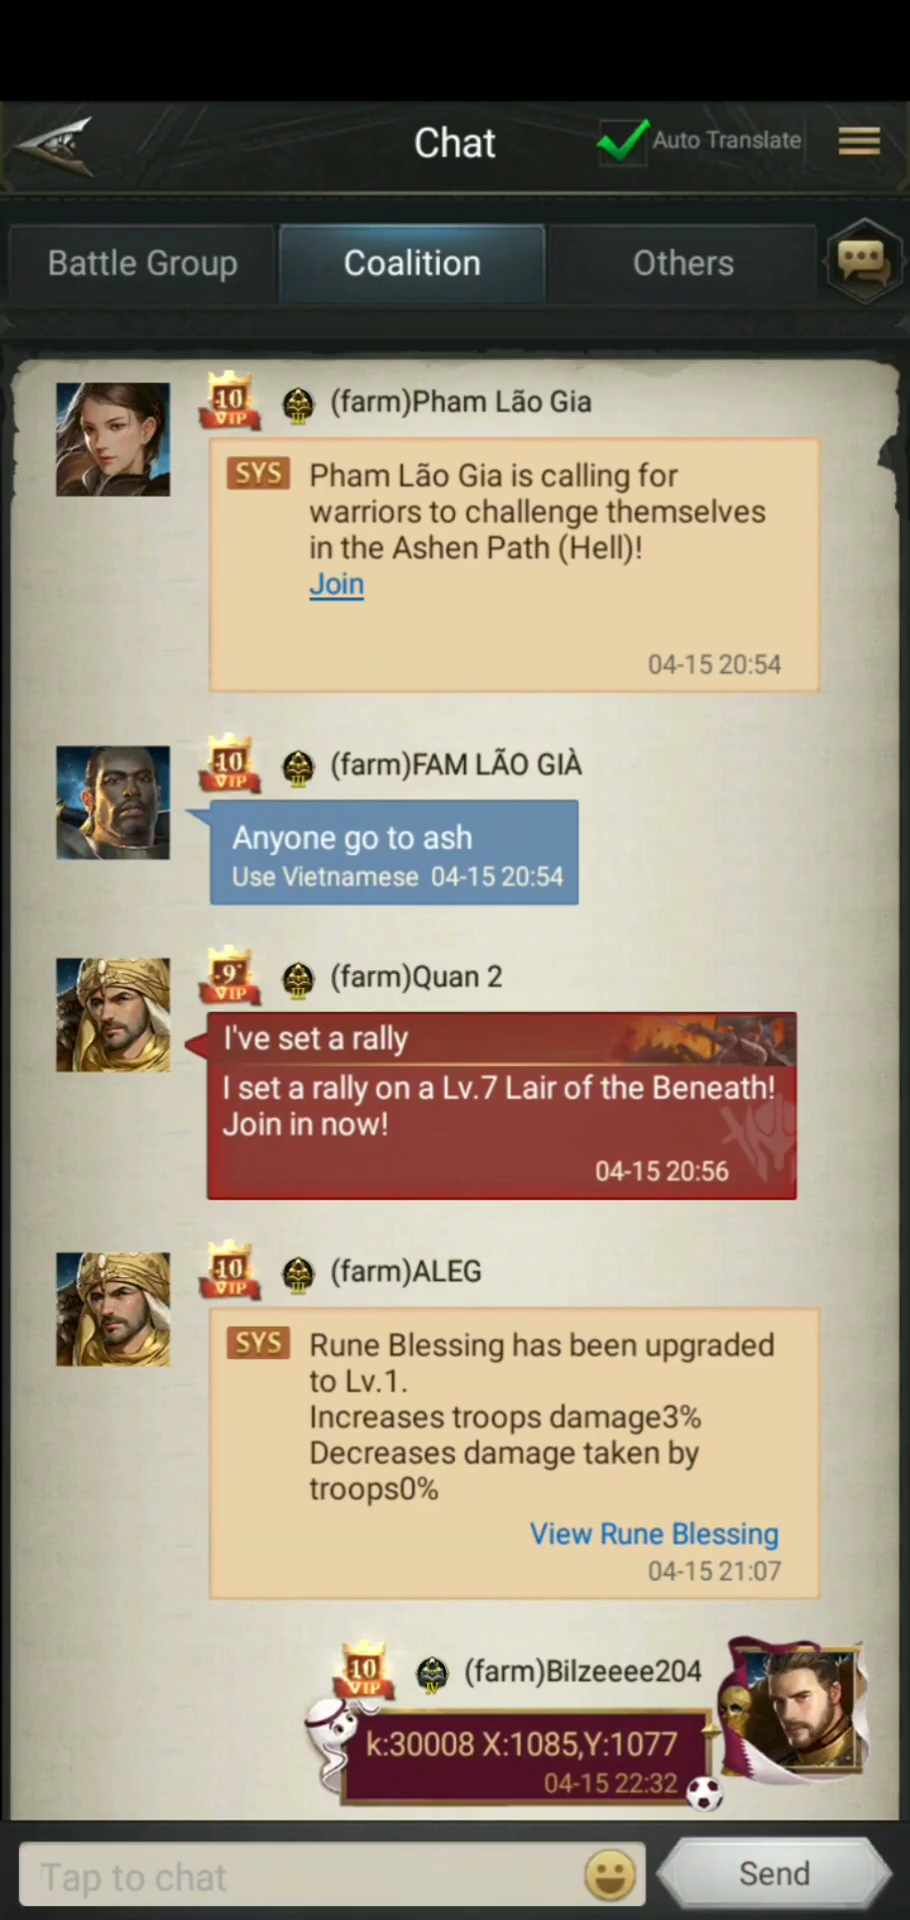 Chat
Auto Translate
Battle Group
Coalition
Others
10
VIP
III
(farm)Pham Lão Gia
SYS
Pham Lão Gia is calling for
warriors to challenge themselves
in the Ashen Path (Hell)!
Join
04-15 20:54
10
VIP
III
(farm)FAM LÃO GIÀ
Anyone go to ash
Use Vietnamese 04-15 20:54
9
VIP
III
(farm)Quan 2
I've set a rally
I set a rally on a Lv.7 Lair of the Beneath!
Join in now!
04-15 20:56
10
VIP
III
(farm)ALEG
SYS
Rune Blessing has been upgraded
to Lv.1.
Increases troops damage3%
Decreases damage taken by
troops0%
View Rune Blessing
04-15 21:07
10
VIP
IV
(farm)Bilzeeee204
k:30008 X:1085,Y:1077
04-15 22:32
Tap to chat
Send